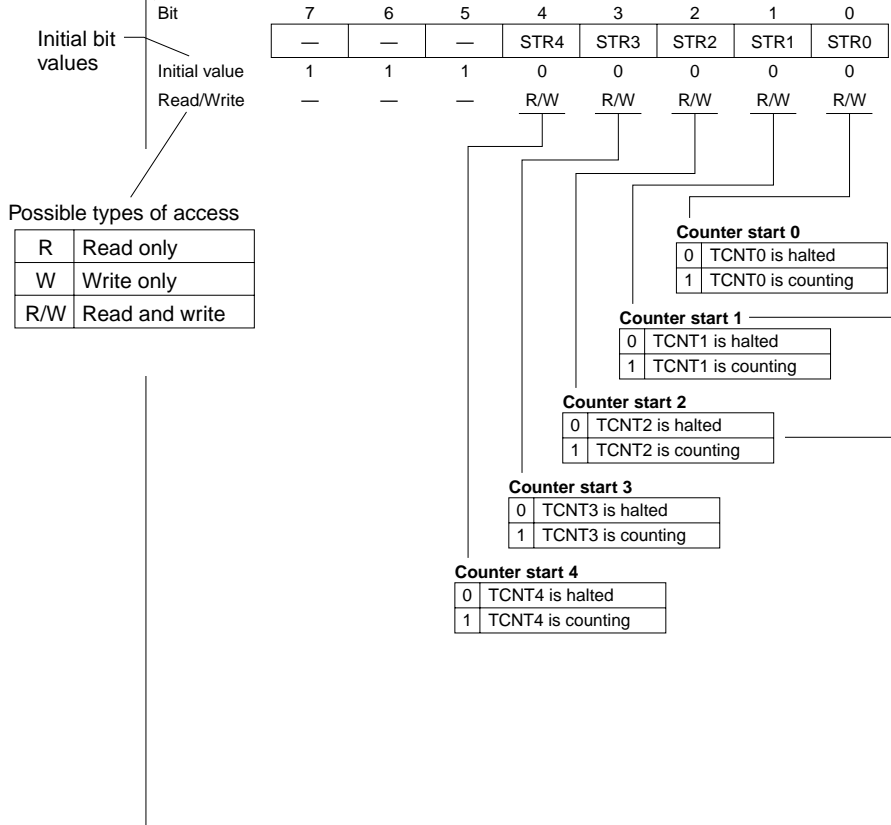 Bit 7 6 5 4 3 2 1 0
Initial bit values
— — — STR4 STR3 STR2 STR1 STR0
Initial value 1 1 1 0 0 0 0 0
Read/Write — — — R/W R/W R/W R/W R/W
Possible types of access
R Read only
W Write only
R/W Read and write
Counter start 0
0 TCNT0 is halted
1 TCNT0 is counting
Counter start 1
0 TCNT1 is halted
1 TCNT1 is counting
Counter start 2
0 TCNT2 is halted
1 TCNT2 is counting
Counter start 3
0 TCNT3 is halted
1 TCNT3 is counting
Counter start 4
0 TCNT4 is halted
1 TCNT4 is counting